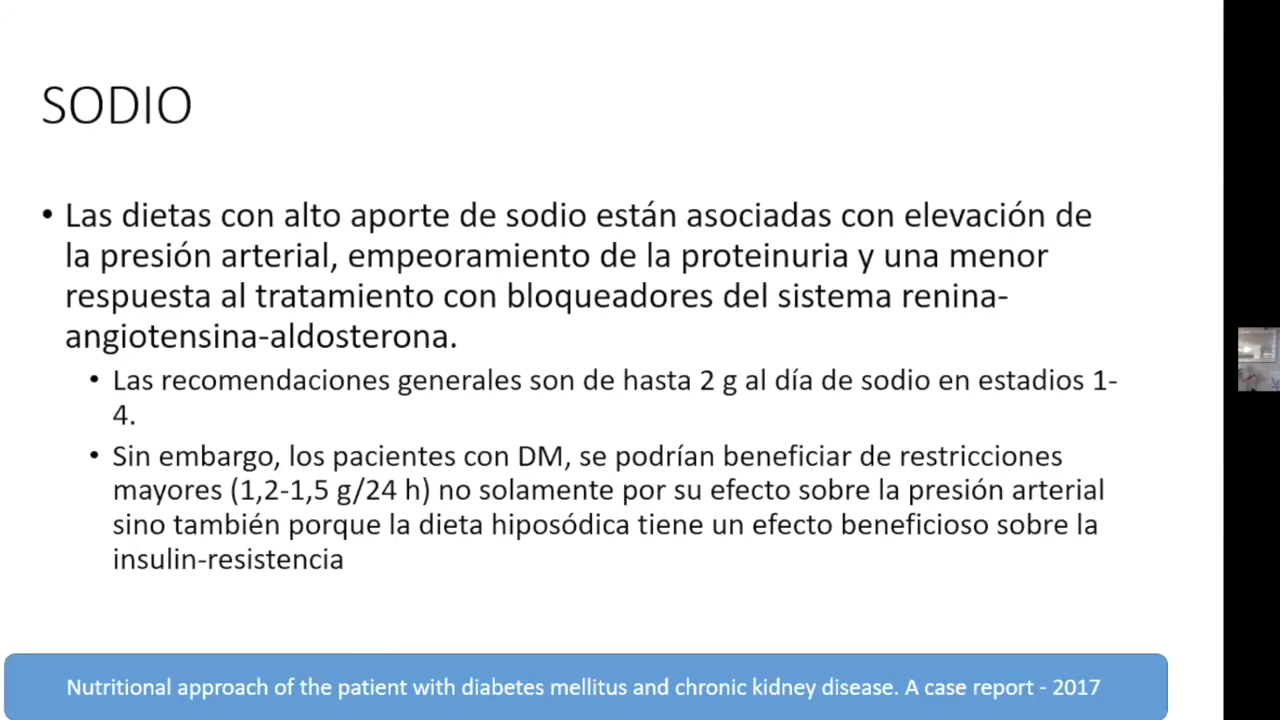 SODIO
• Las dietas con alto aporte de sodio están asociadas con elevación de
la presión arterial, empeoramiento de la proteinuria y una menor
respuesta al tratamiento con bloqueadores del sistema renina-
angiotensina-aldosterona.
• Las recomendaciones generales son de hasta 2 g al día de sodio en estadios 1-
4.
• Sin embargo, los pacientes con DM, se podrían beneficiar de restricciones
mayores (1,2-1,5 g/24 h) no solamente por su efecto sobre la presión arterial
sino también porque la dieta hiposódica tiene un efecto beneficioso sobre la
insulin-resistencia
Nutritional approach of the patient with diabetes mellitus and chronic kidney disease. A case report - 2017